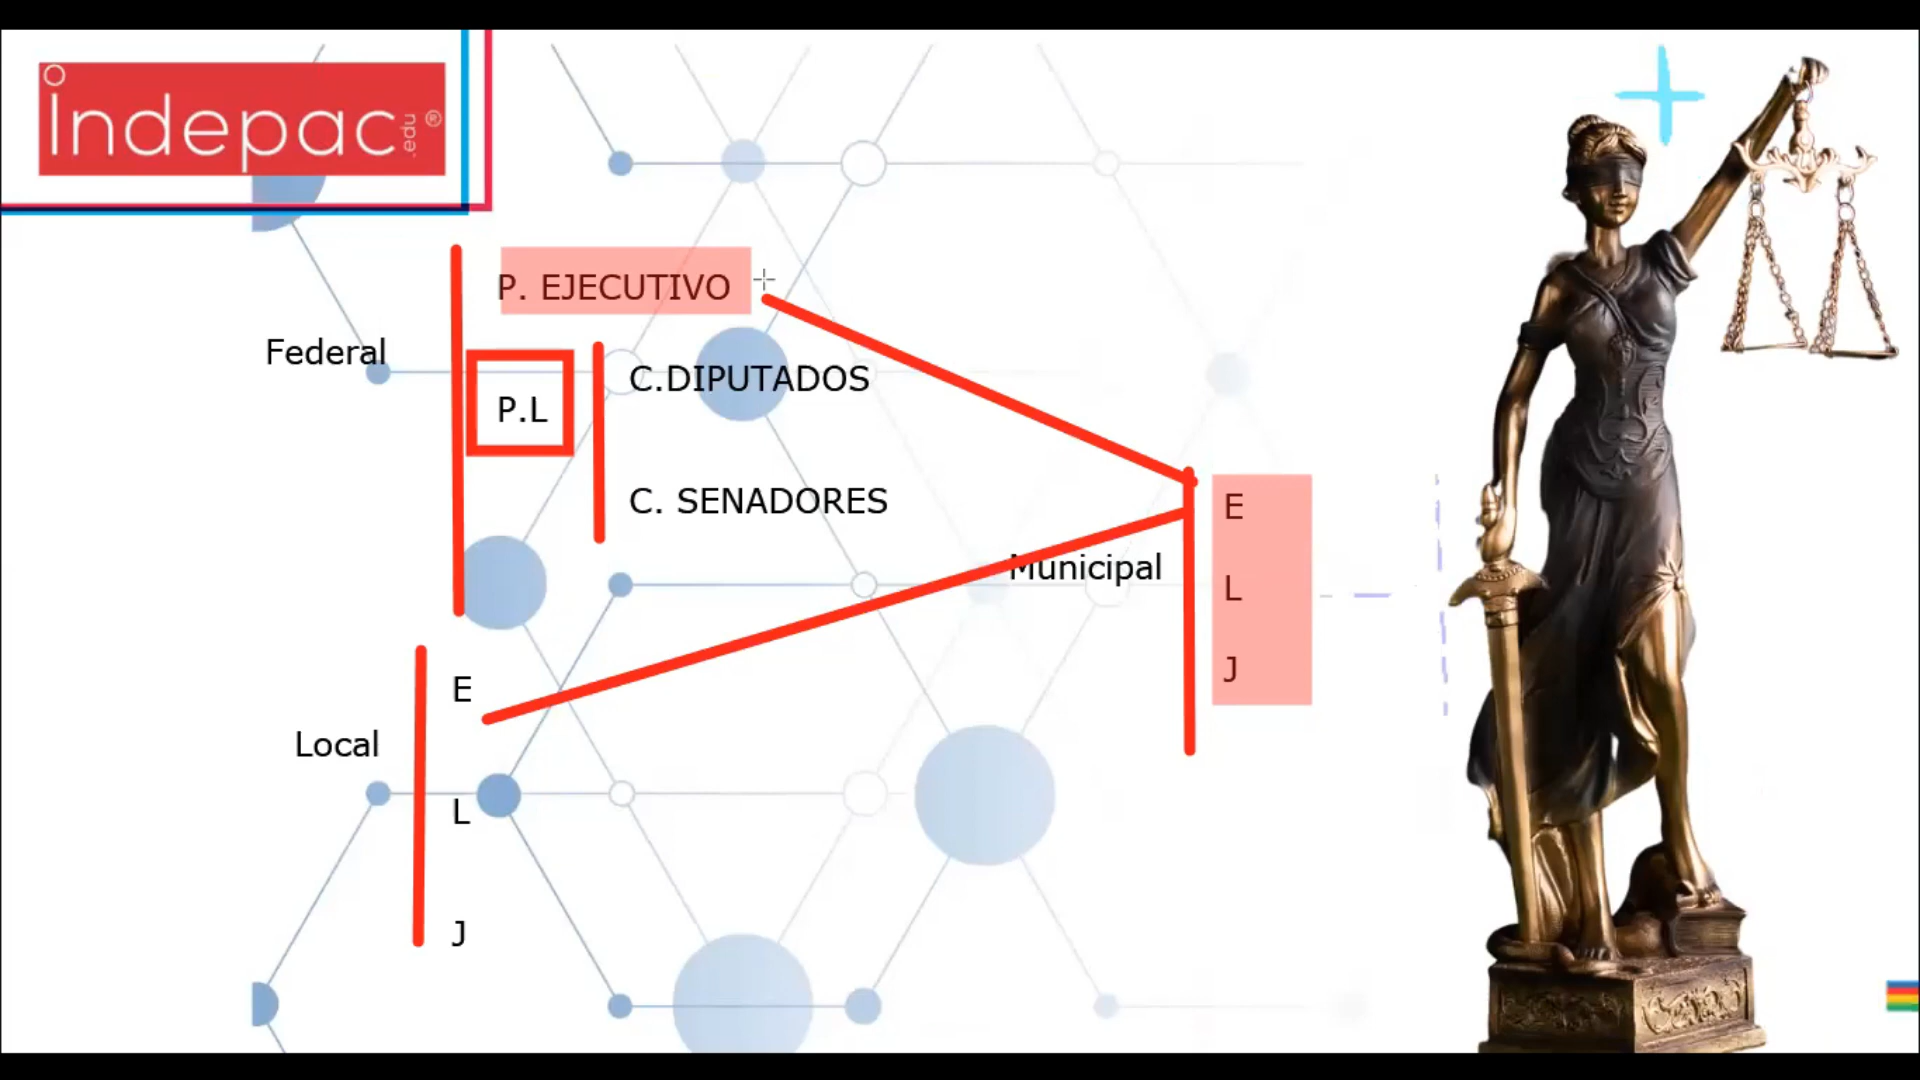 indepac.edu®
P. EJECUTIVO
Federal
P.L
C.DIPUTADOS
C. SENADORES
Municipal
E
L
J
Local
E
L
J